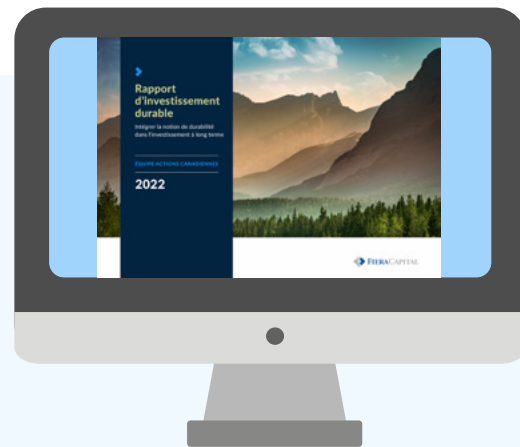 Rapport
d'investissement
durable
Intégrer la notion de durabilité
dans l'investissement à long terme
ÉQUIPE ACTIONS CANADIENNES
2022
FIERACAPITAL